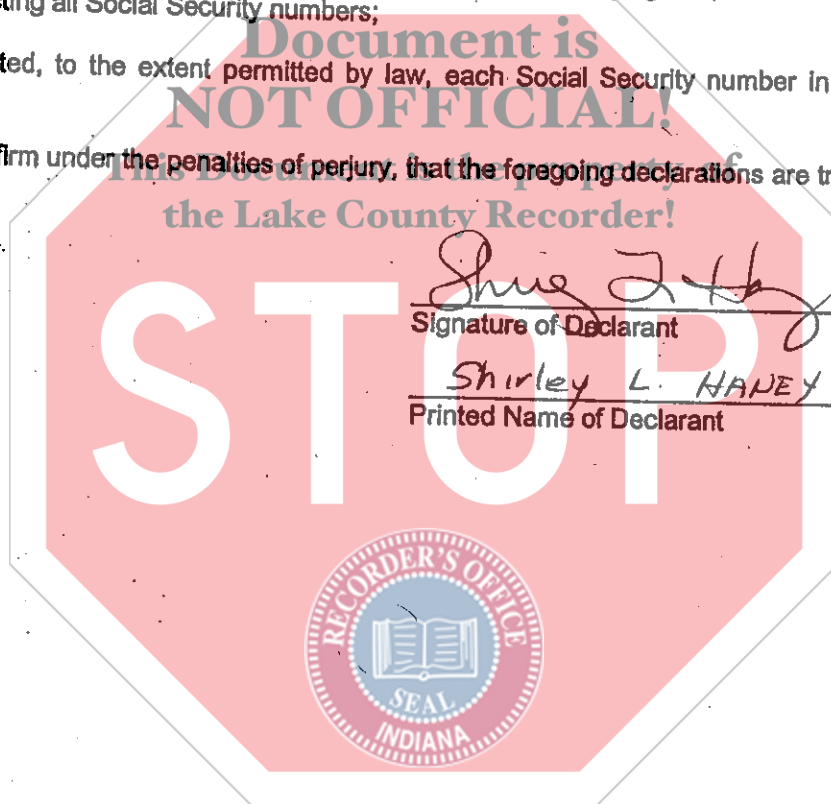 ting all Social Security numbers;
Document is
ted, to the extent permitted by law, each Social Security number in
NOT OFFICIAL!
firm under the penalties of perjury, that the foregoing declarations are tr
This Document is the property of
the Lake County Recorder!
STOP
Signature of Declarant
Shirley L. HANEY
Printed Name of Declarant
RECORDER'S OFFICE
SEAL
INDIANA